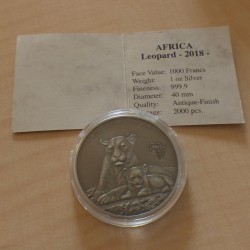 AFRICA
Leopard - 2018 -
Face Value: 1000 Francs
Weight: 1 oz Silver
Fineness: 999.9
Diameter: 40 mm
Quality: Antique-Finish
2000 pcs.